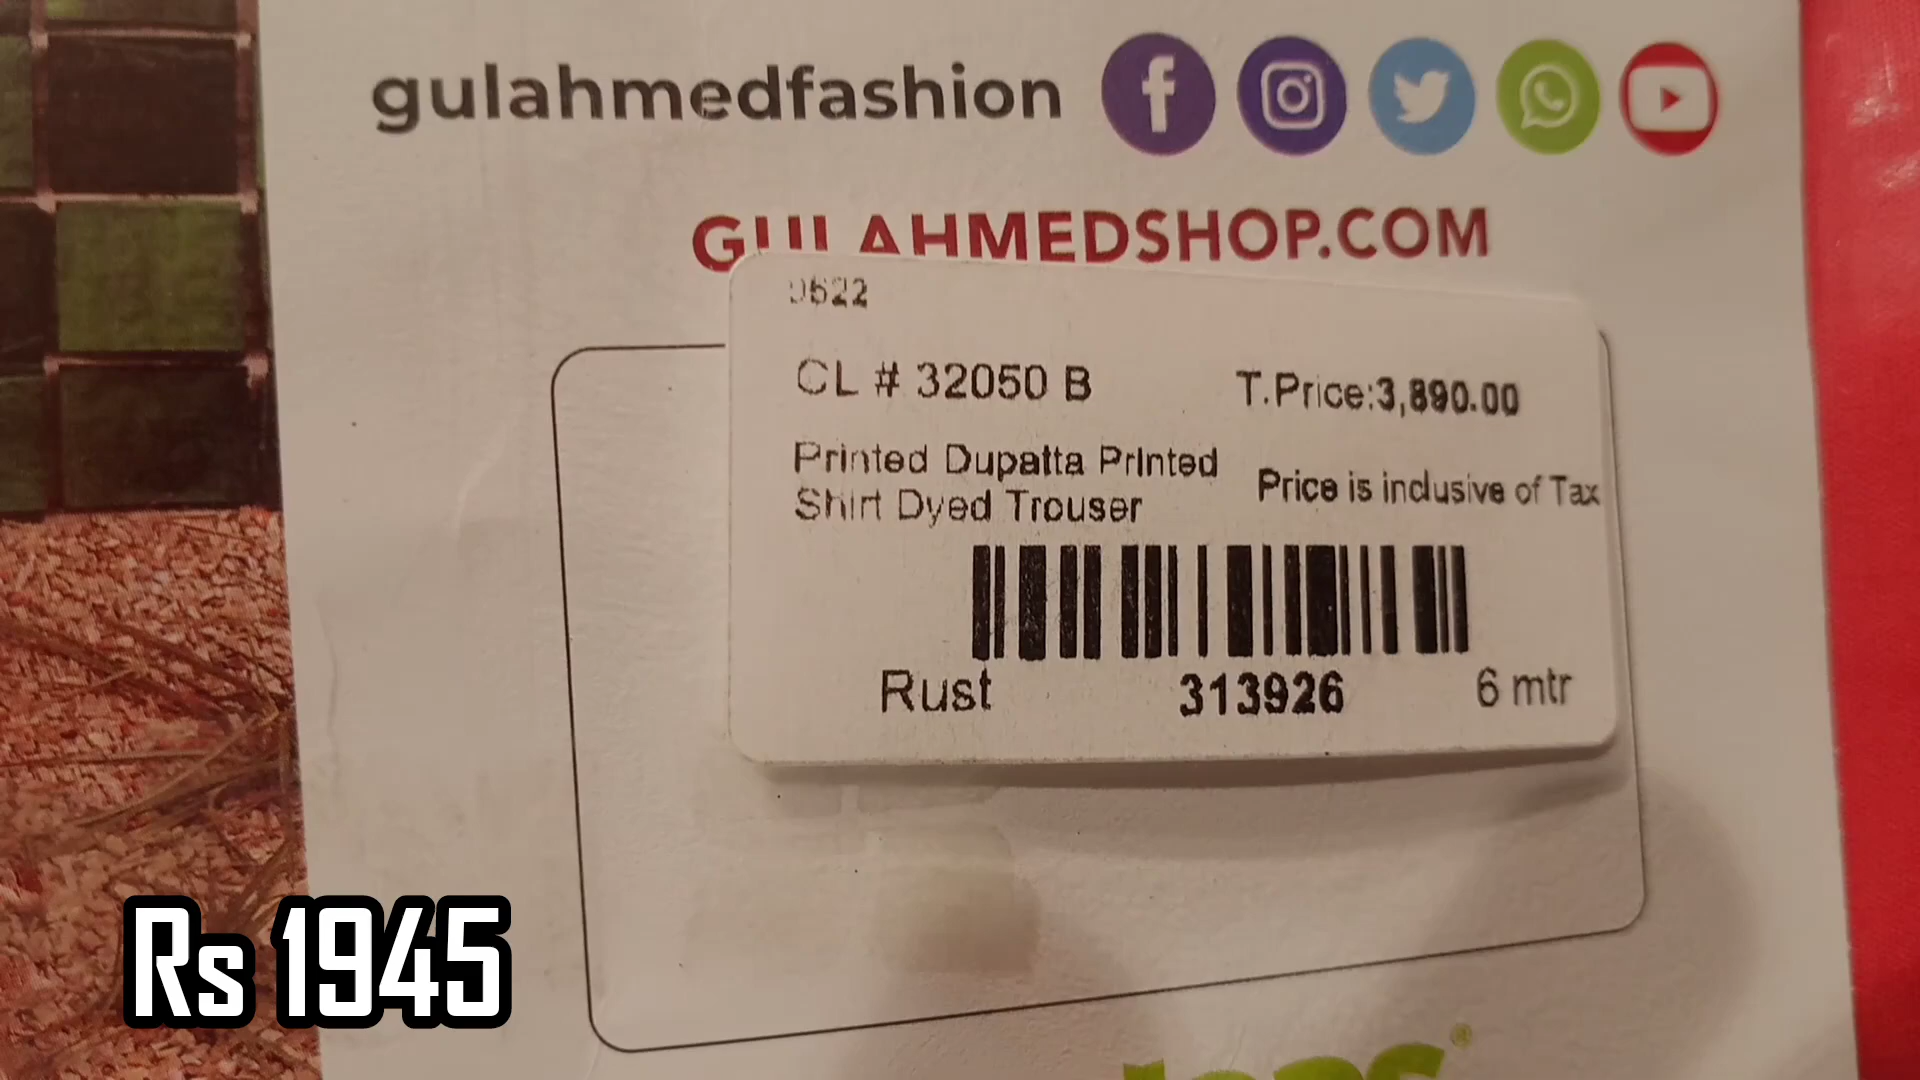 gulahmedfashion
GULAHMEDSHOP.COM
CL # 32050 B
T.Price:3,890.00
Printed Dupatta Printed
Shirt Dyed Trouser
Price is inclusive of Tax
Rust
313926
6 mtr
Rs 1945